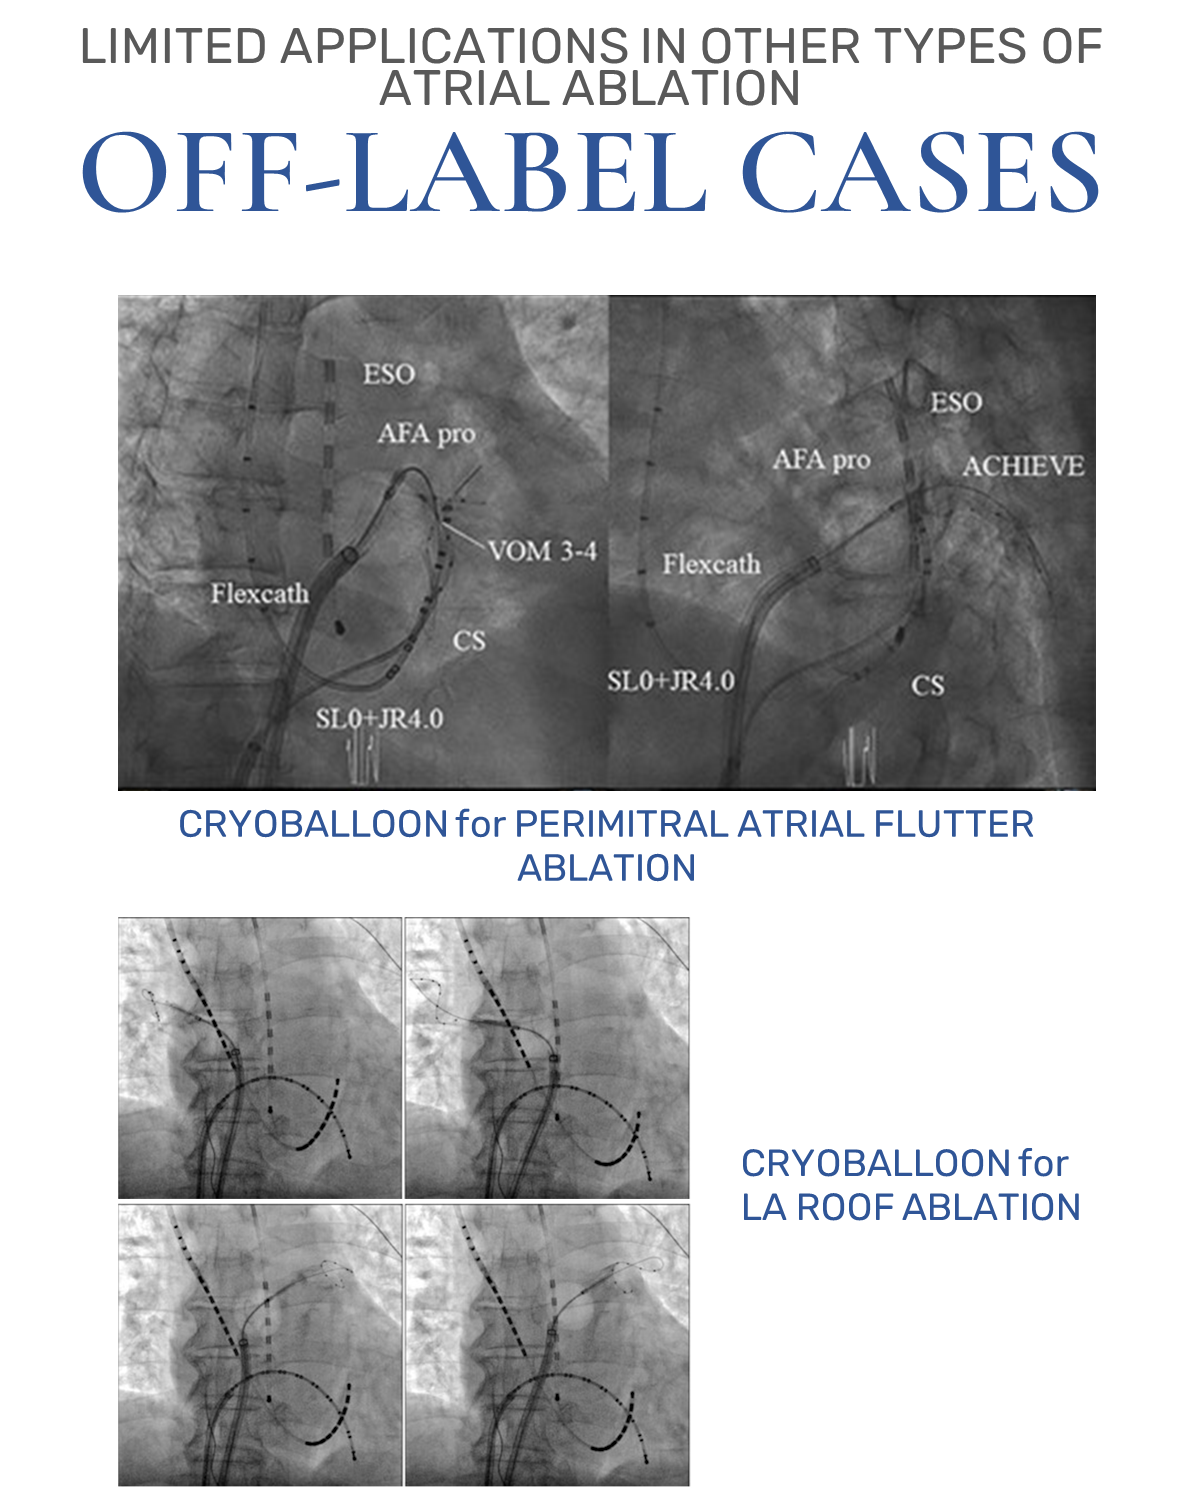 LIMITED APPLICATIONS IN OTHER TYPES OF
ATRIAL ABLATION
OFF-LABEL CASES
ESO
AFA pro
VOM 3-4
Flexcath
CS
SL0+JR4.0
ESO
AFA pro
ACHIEVE
Flexcath
SL0+JR4.0
CS
CRYOBALLOON for PERIMITRAL ATRIAL FLUTTER
ABLATION
CRYOBALLOON for
LA ROOF ABLATION